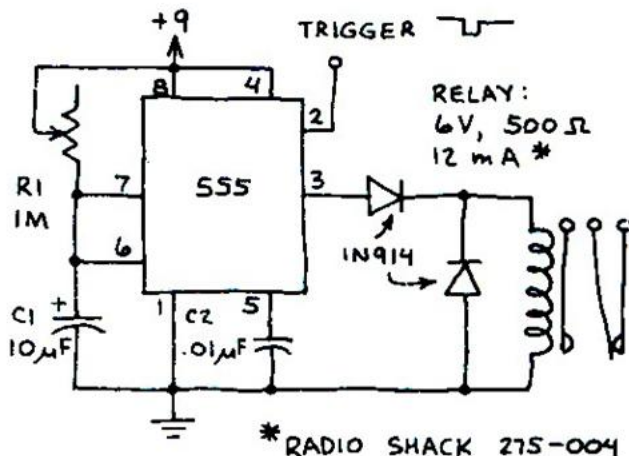 +9
TRIGGER
8
4
2
RELAY:
6V, 500 Ω
12 mA *
R1
1M
7
555
3
6
1N914
C1
+
10µF
1
C2
5
.01µF
* RADIO SHACK 275-004